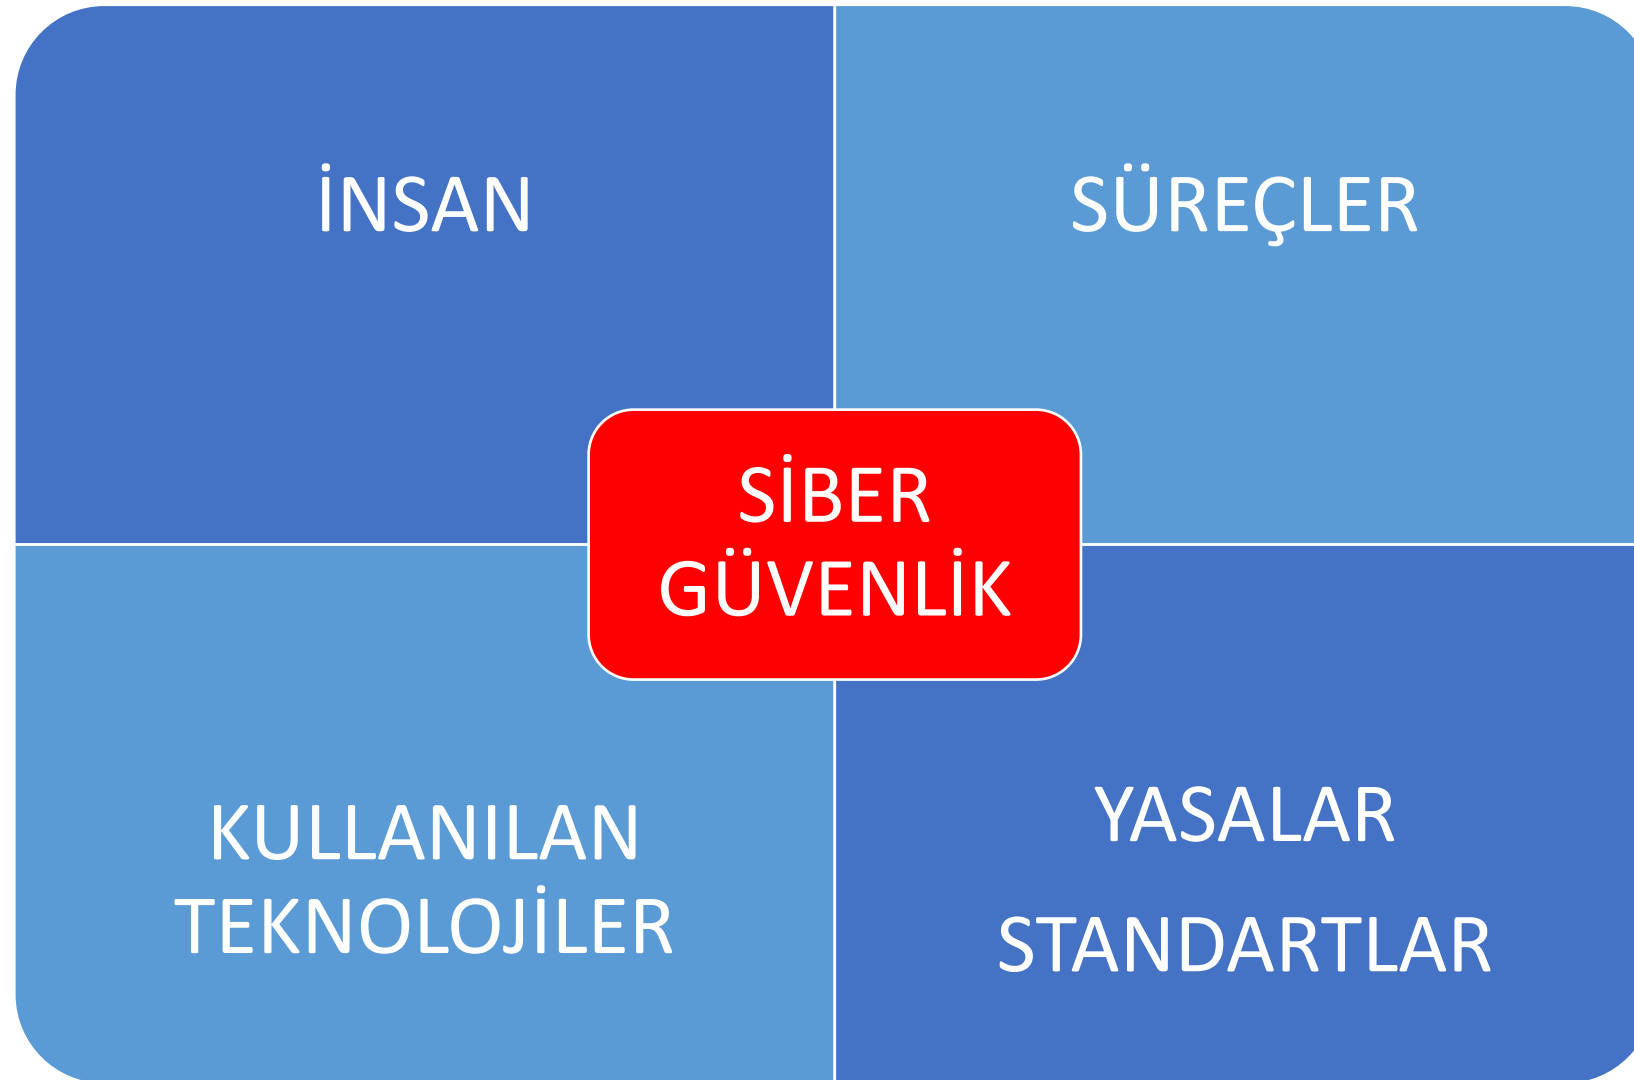 İNSAN
SÜREÇLER
SİBER
GÜVENLİK
KULLANILAN
TEKNOLOJİLER
YASALAR
STANDARTLAR